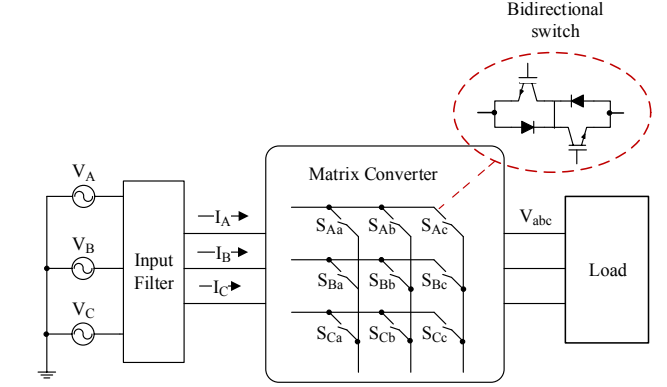 Bidirectional
switch
Matrix Converter
V_A
V_B
V_C
Input
Filter
I_A
I_B
I_C
S_Aa S_Ab S_Ac
S_Ba S_Bb S_Bc
S_Ca S_Cb S_Cc
V_abc
Load